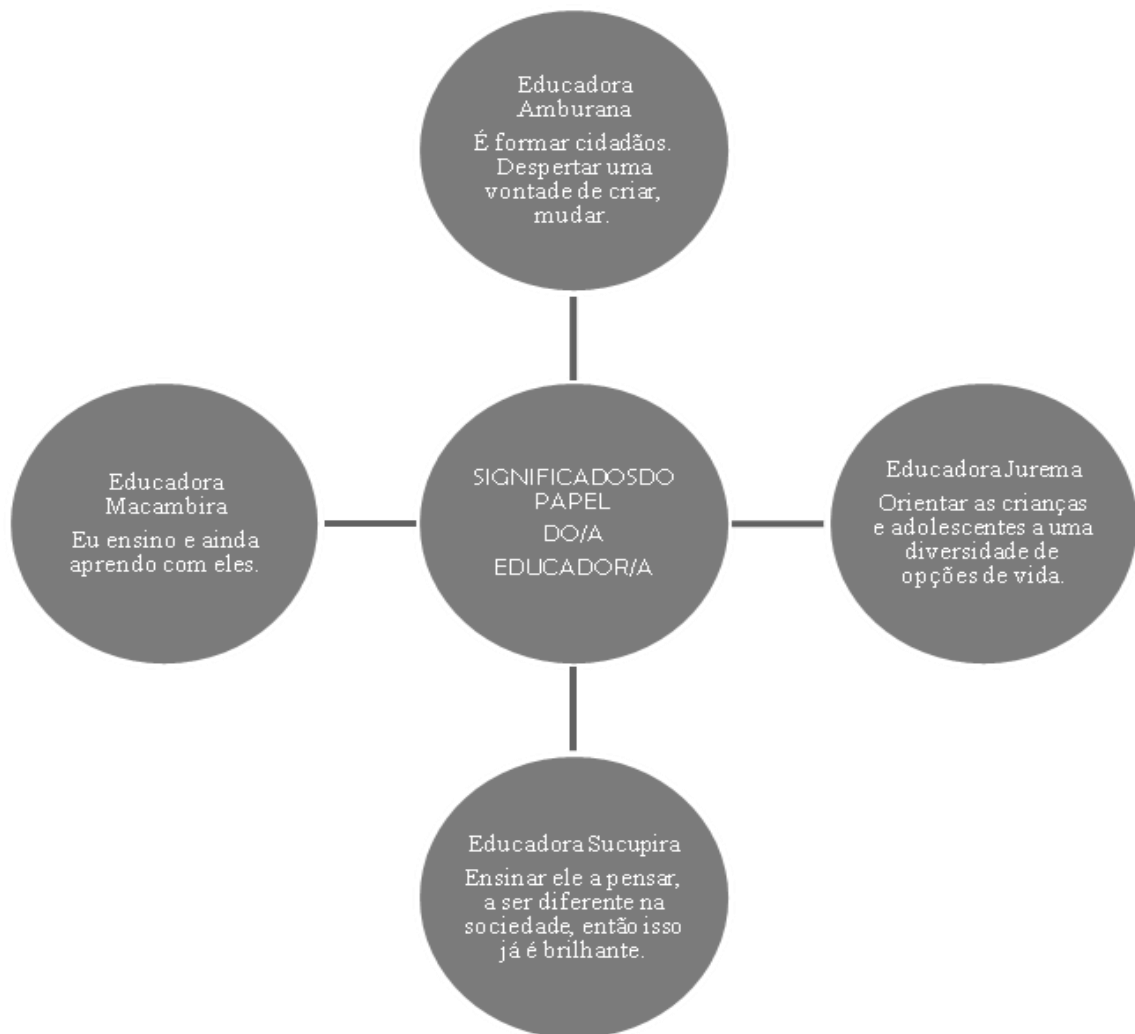 Educadora
Amburana
É formar cidadãos.
Despertar uma
vontade de criar,
mudar.
Educadora
Macambira
Eu ensino e ainda
aprendo com eles.
SIGNIFICADOSDO
PAPEL
DO/A
EDUCADOR/A
Educadora Jurema
Orientar as crianças
e adolescentes a uma
diversidade de
opções de vida.
Educadora Sucupira
Ensinar ele a pensar,
a ser diferente na
sociedade, então isso
já é brilhante.